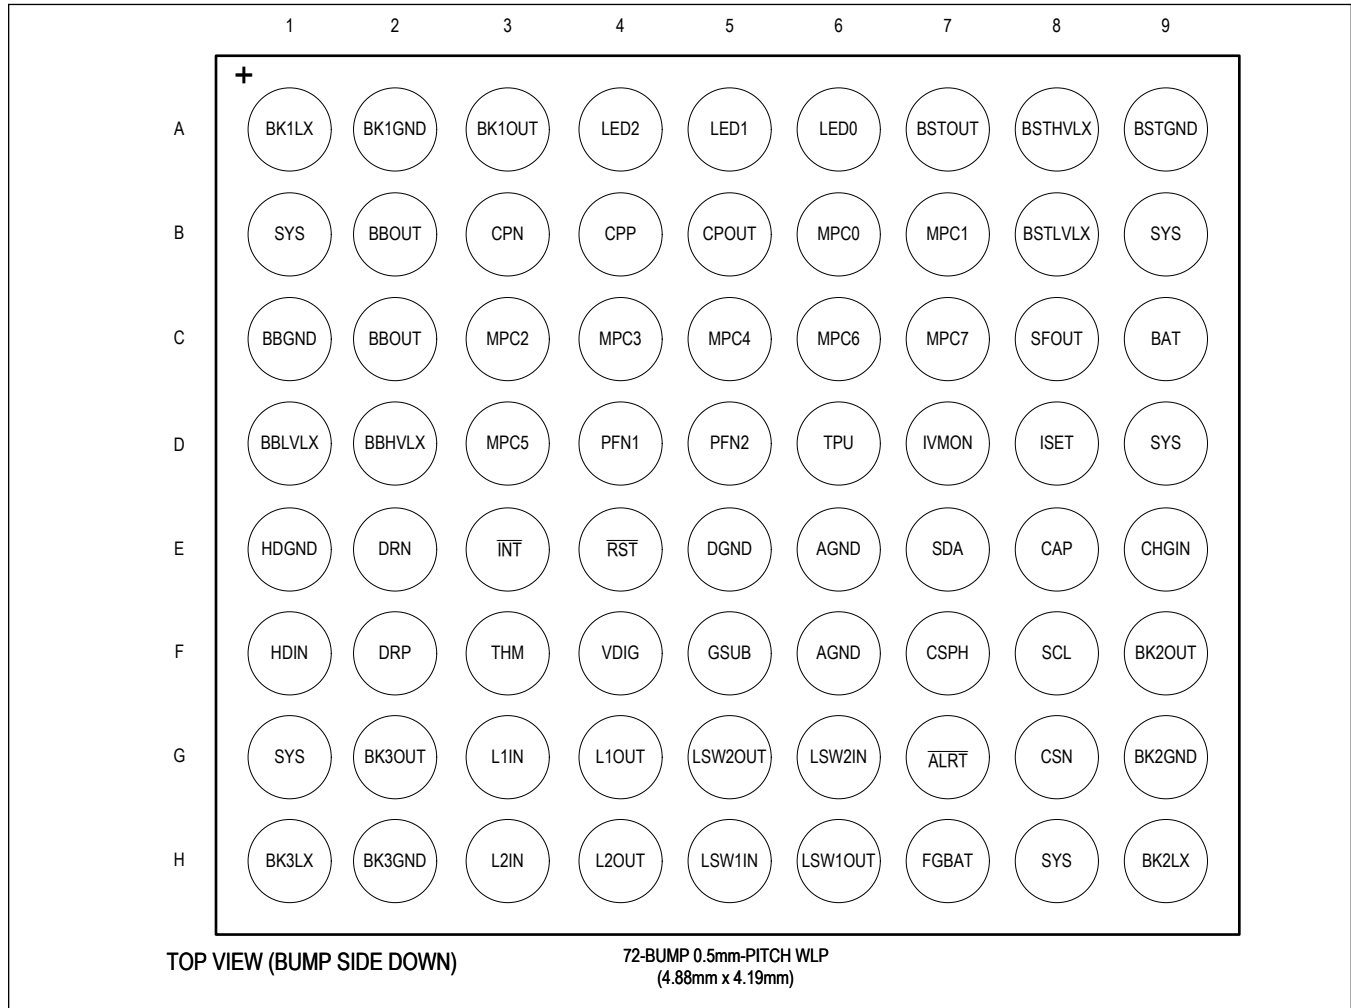 1 2 3 4 5 6 7 8 9
+
A BK1LX BK1GND BK1OUT LED2 LED1 LED0 BSTOUT BSTHVLX BSTGND
B SYS BBOUT CPN CPP CPOUT MPC0 MPC1 BSTLVLX SYS
C BBGND BBOUT MPC2 MPC3 MPC4 MPC6 MPC7 SFOUT BAT
D BBLVLX BBHVLX MPC5 PFN1 PFN2 TPU IVMON ISET SYS
E HDGND DRN I̅N̅T̅ R̅S̅T̅ DGND AGND SDA CAP CHGIN
F HDIN DRP THM VDIG GSUB AGND CSPH SCL BK2OUT
G SYS BK3OUT L1IN L1OUT LSW2OUT LSW2IN A̅L̅R̅T̅ CSN BK2GND
H BK3LX BK3GND L2IN L2OUT LSW1IN LSW1OUT FGBAT SYS BK2LX
TOP VIEW (BUMP SIDE DOWN)
72-BUMP 0.5mm-PITCH WLP
(4.88mm x 4.19mm)